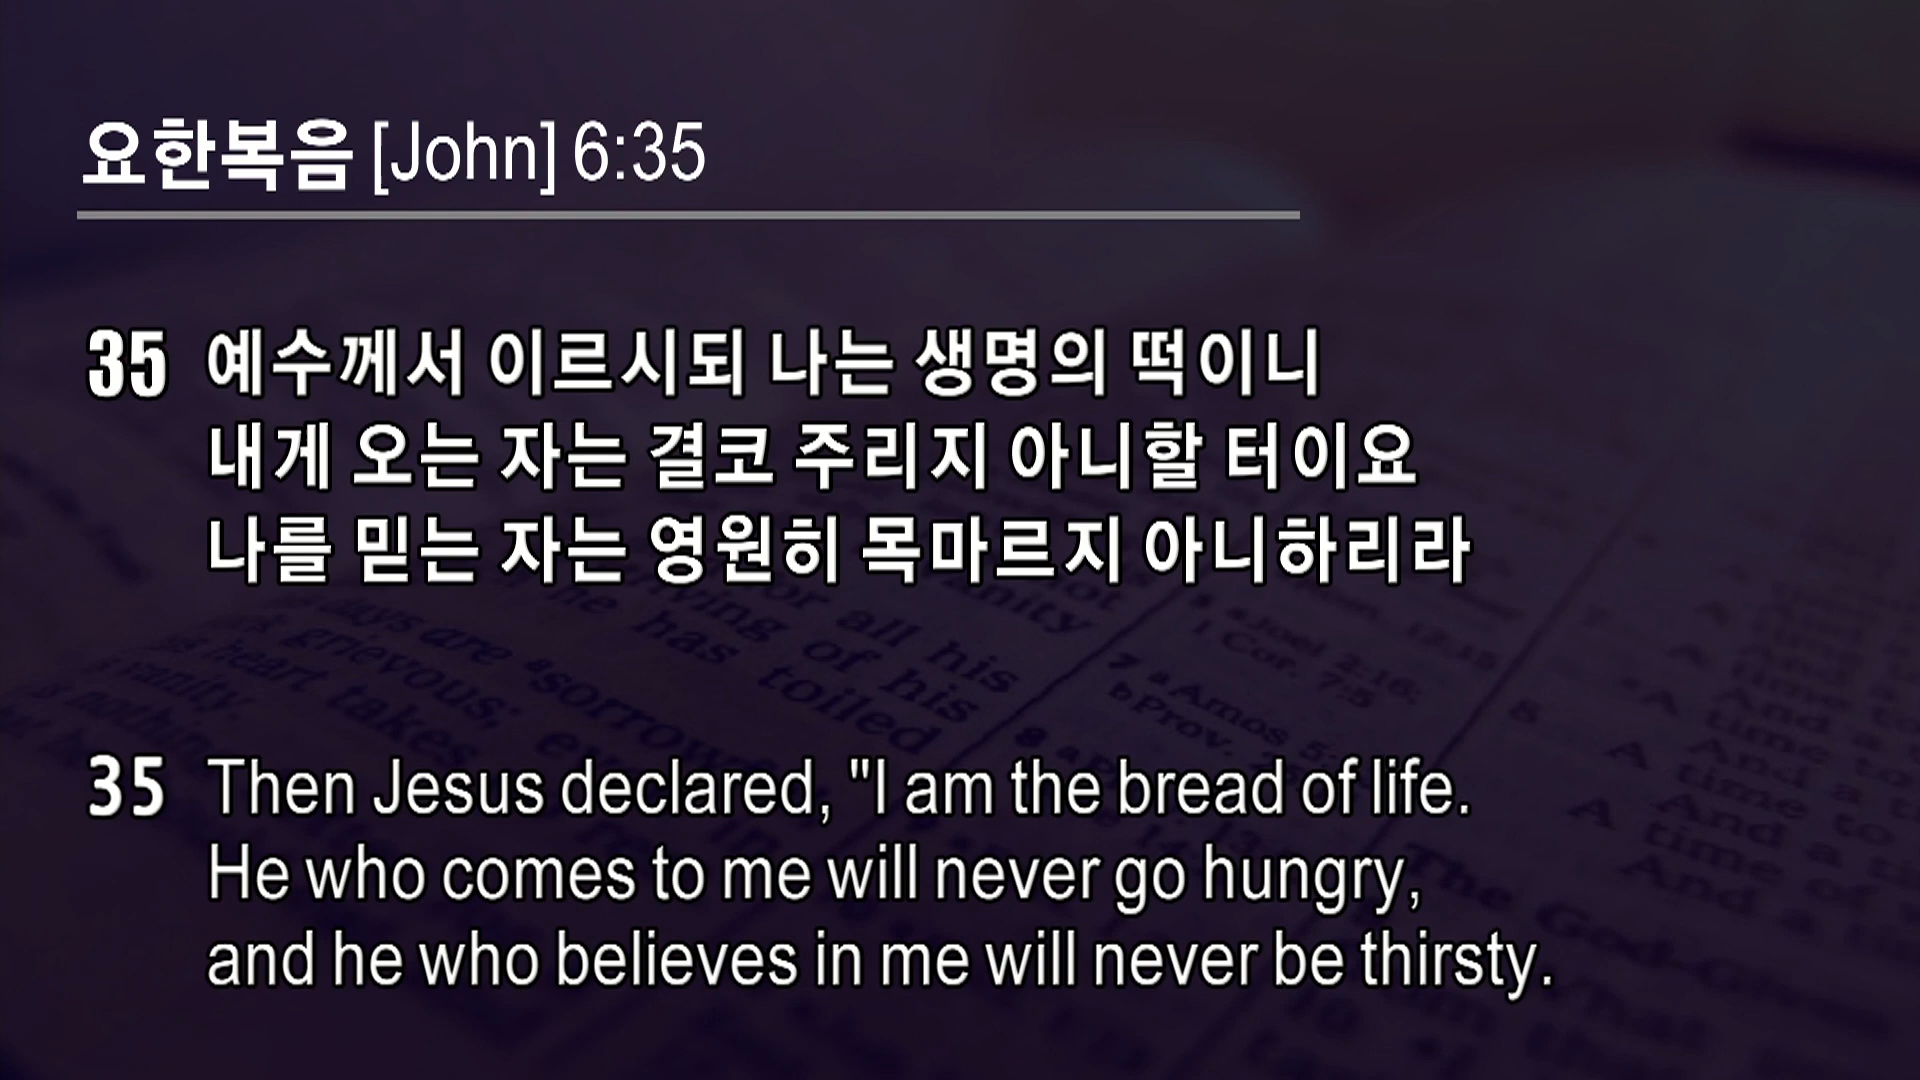 요한복음 [John] 6:35
35 예수께서 이르시되 나는 생명의 떡이니
내게 오는 자는 결코 주리지 아니할 터이요
나를 믿는 자는 영원히 목마르지 아니하리라
35 Then Jesus declared, "I am the bread of life.
He who comes to me will never go hungry,
and he who believes in me will never be thirsty.